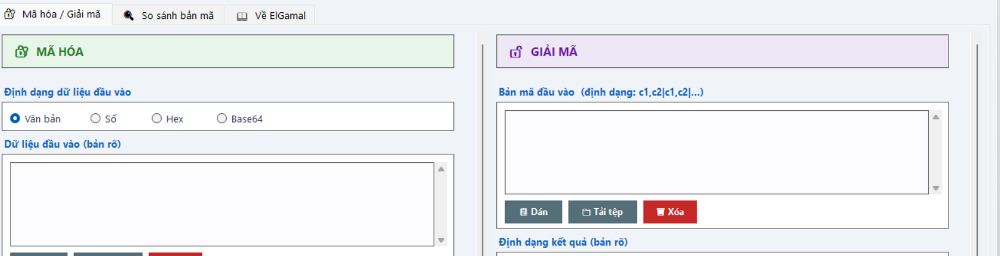 Mã hóa / Giải mã
So sánh bản mã
Về ElGamal
MÃ HÓA
Định dạng dữ liệu đầu vào
Văn bản
Số
Hex
Base64
Dữ liệu đầu vào (bản rõ)
GIẢI MÃ
Bản mã đầu vào (định dạng: c1,c2|c1,c2|...)
Dán
Tải tệp
Xóa
Định dạng kết quả (bản rõ)